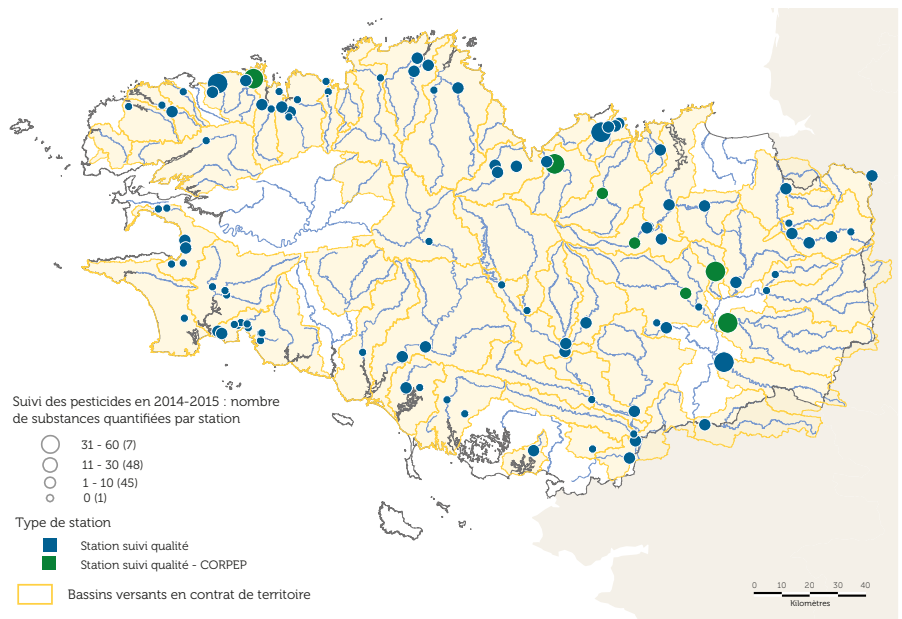 Suivi des pesticides en 2014-2015 : nombre
de substances quantifiées par station
31 - 60 (7)
11 - 30 (48)
1 - 10 (45)
0 (1)
Type de station
Station suivi qualité
Station suivi qualité - CORPEP
Bassins versants en contrat de territoire
0 10 20 30 40
Kilomètres